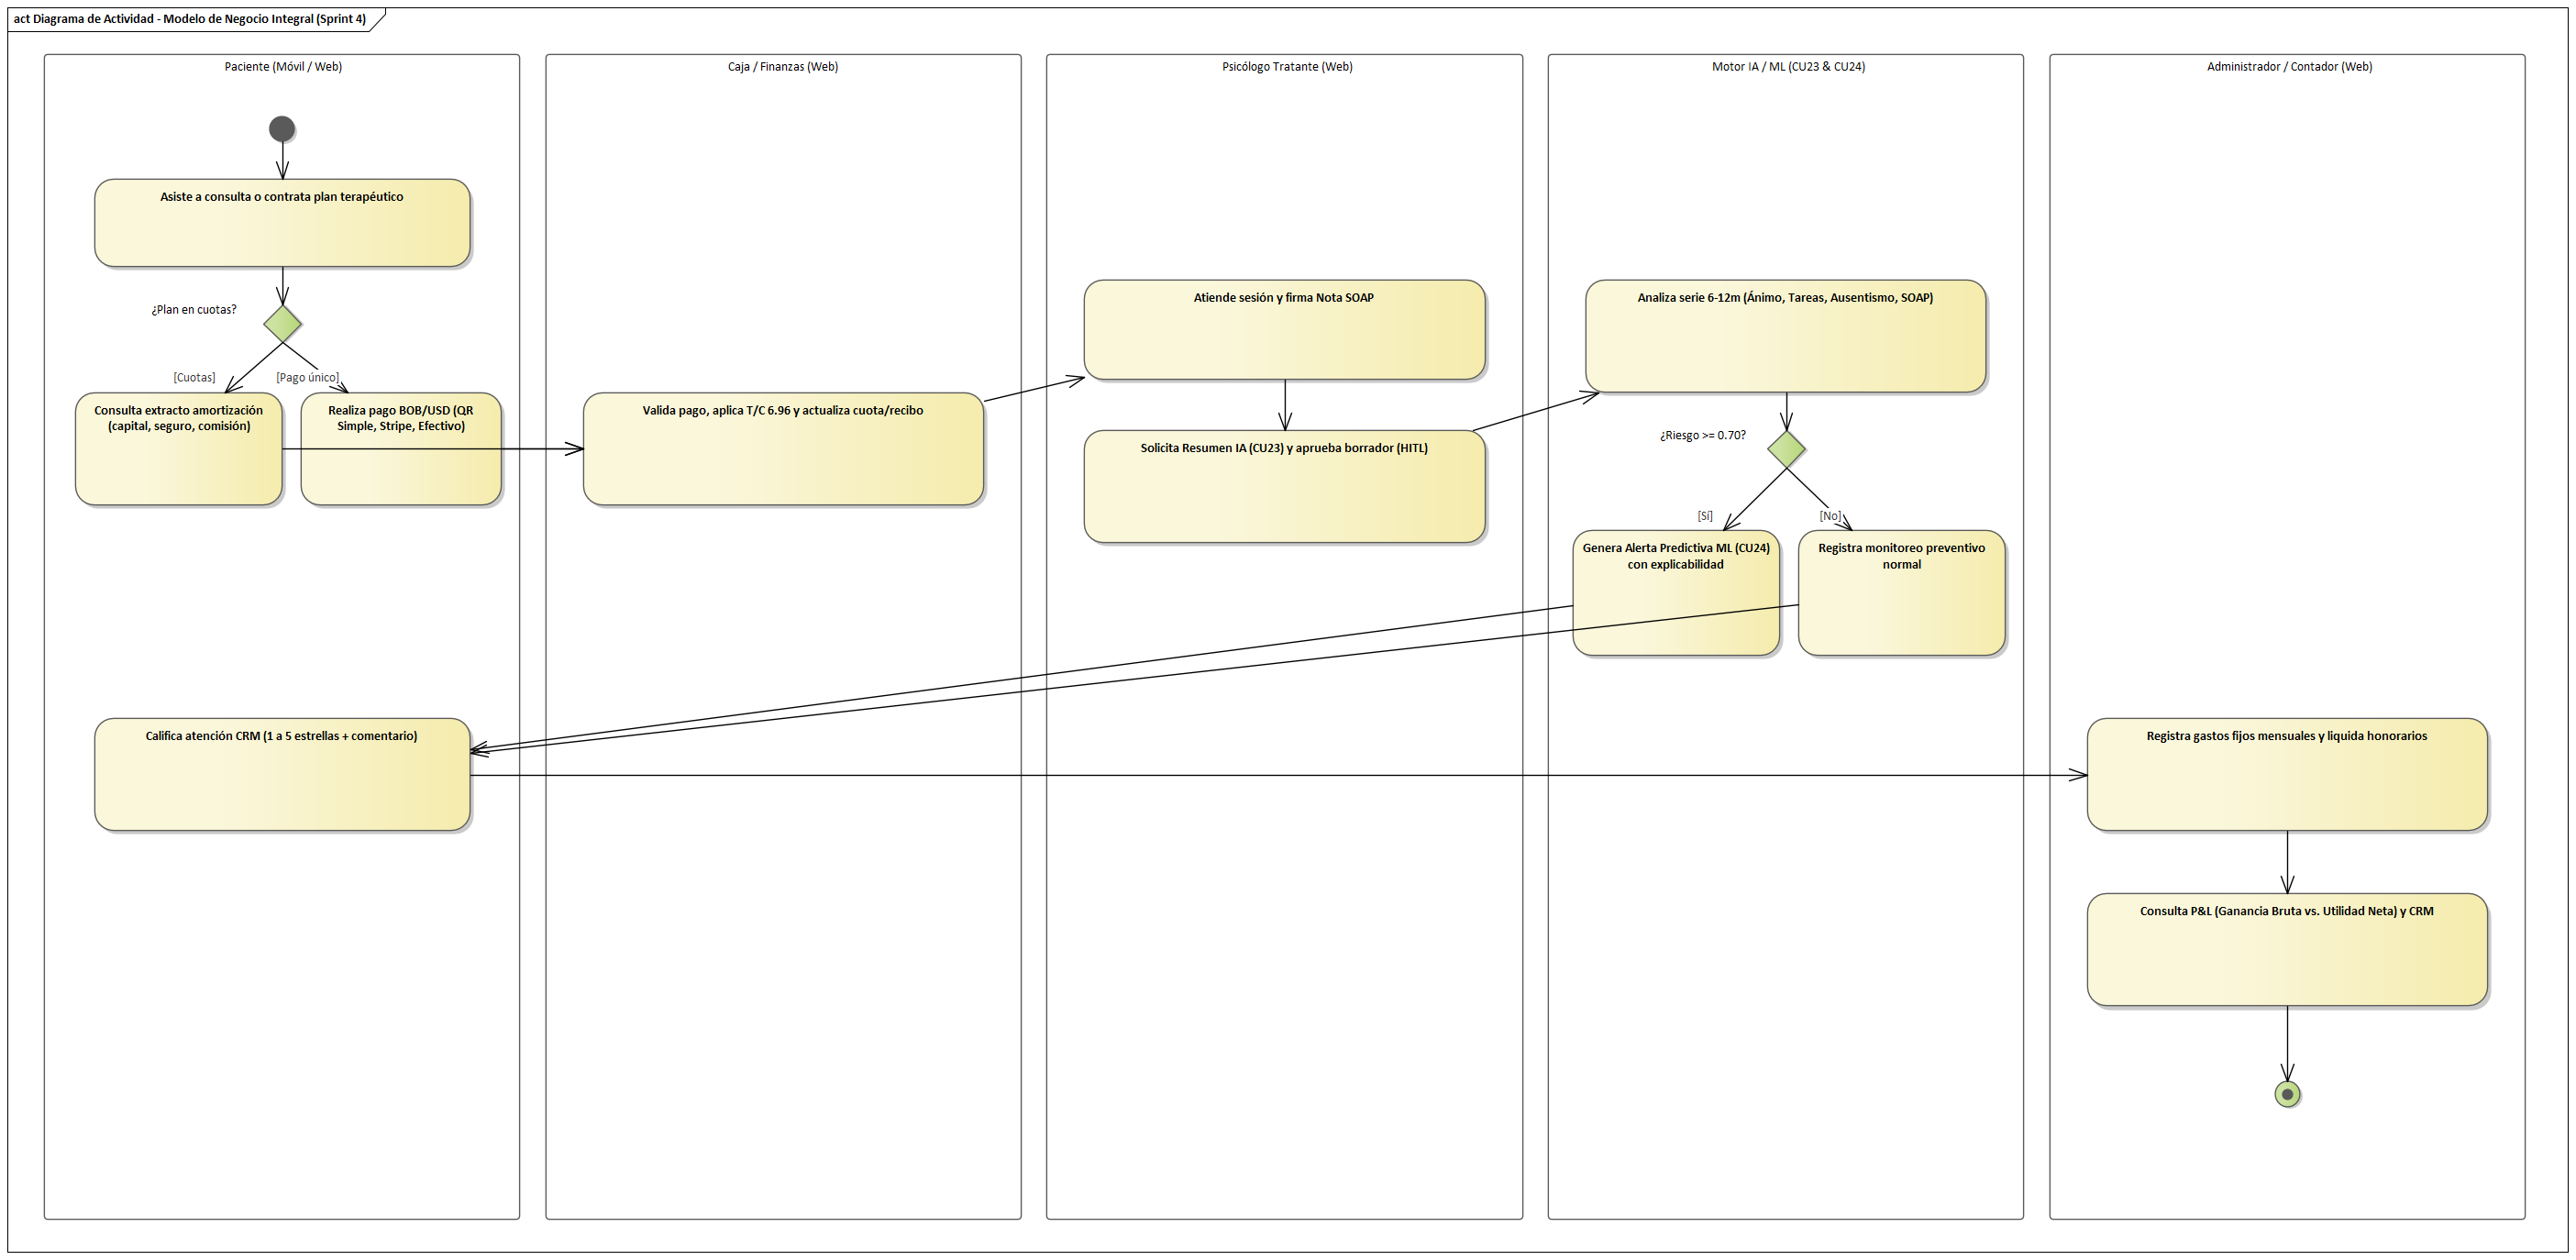 act Diagrama de Actividad - Modelo de Negocio Integral (Sprint 4)
Paciente (Móvil / Web)
Asiste a consulta o contrata plan terapéutico
¿Plan en cuotas?
[Cuotas]
[Pago único]
Consulta extracto amortización
(capital, seguro, comisión)
Realiza pago BOB/USD (QR
Simple, Stripe, Efectivo)
Califica atención CRM (1 a 5 estrellas + comentario)
Caja / Finanzas (Web)
Valida pago, aplica T/C 6.96 y actualiza cuota/recibo
Psicólogo Tratante (Web)
Atiende sesión y firma Nota SOAP
Solicita Resumen IA (CU23) y aprueba borrador (HITL)
Motor IA / ML (CU23 & CU24)
Analiza serie 6-12m (Ánimo, Tareas, Ausentismo, SOAP)
¿Riesgo >= 0.70?
[Sí]
[No]
Genera Alerta Predictiva ML (CU24)
con explicabilidad
Registra monitoreo preventivo
normal
Administrador / Contador (Web)
Registra gastos fijos mensuales y liquida honorarios
Consulta P&L (Ganancia Bruta vs. Utilidad Neta) y CRM